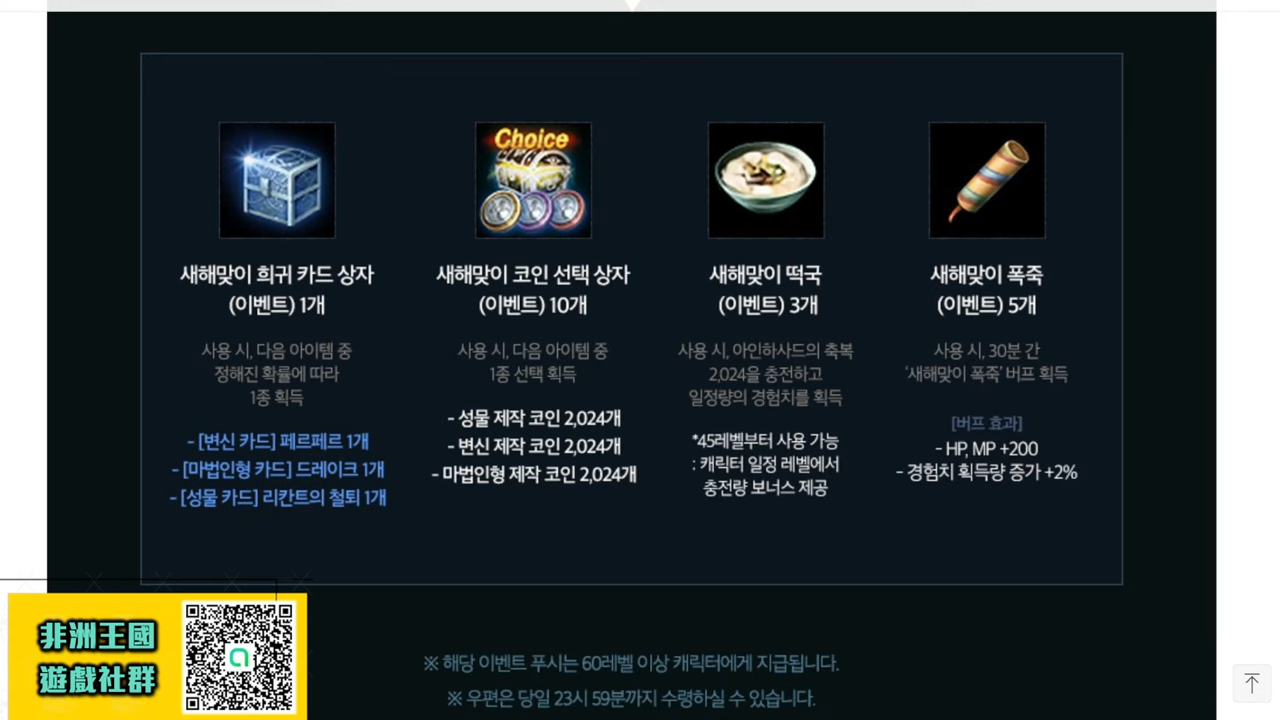 Choice
새해맞이 희귀 카드 상자
(이벤트) 1개
사용 시, 다음 아이템 중
정해진 확률에 따라
1종 획득
- [변신 카드] 페르페르 1개
- [마법인형 카드] 드레이크 1개
- [성물 카드] 리칸트의 철퇴 1개
새해맞이 코인 선택 상자
(이벤트) 10개
사용 시, 다음 아이템 중
1종 선택 획득
- 성물 제작 코인 2,024개
- 변신 제작 코인 2,024개
- 마법인형 제작 코인 2,024개
새해맞이 떡국
(이벤트) 3개
사용 시, 아인하사드의 축복
2,024을 충전하고
일정량의 경험치를 획득
*45레벨부터 사용 가능
: 캐릭터 일정 레벨에서
충전량 보너스 제공
새해맞이 폭죽
(이벤트) 5개
사용 시, 30분 간
‘새해맞이 폭죽’ 버프 획득
[버프 효과]
- HP, MP +200
- 경험치 획득량 증가 +2%
※ 해당 이벤트 푸시는 60레벨 이상 캐릭터에게 지급됩니다.
※ 우편은 당일 23시 59분까지 수령하실 수 있습니다.
非洲王國
遊戲社群